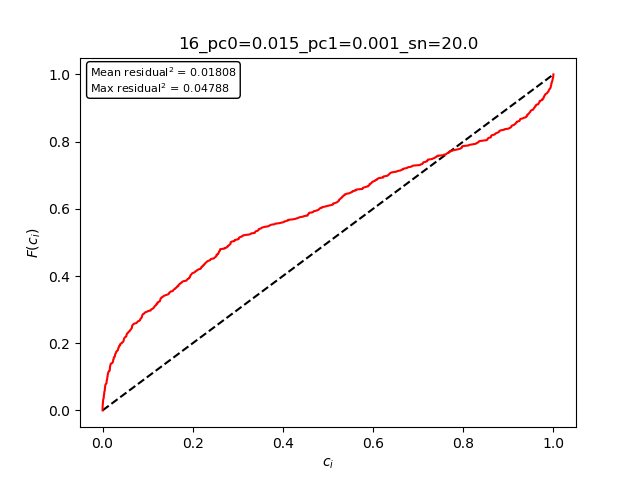 16_pc0=0.015_pc1=0.001_sn=20.0
Mean residual² = 0.01808
Max residual² = 0.04788
1.0
0.8
0.6
0.4
0.2
0.0
F(cᵢ)
0.0 0.2 0.4 0.6 0.8 1.0
cᵢ